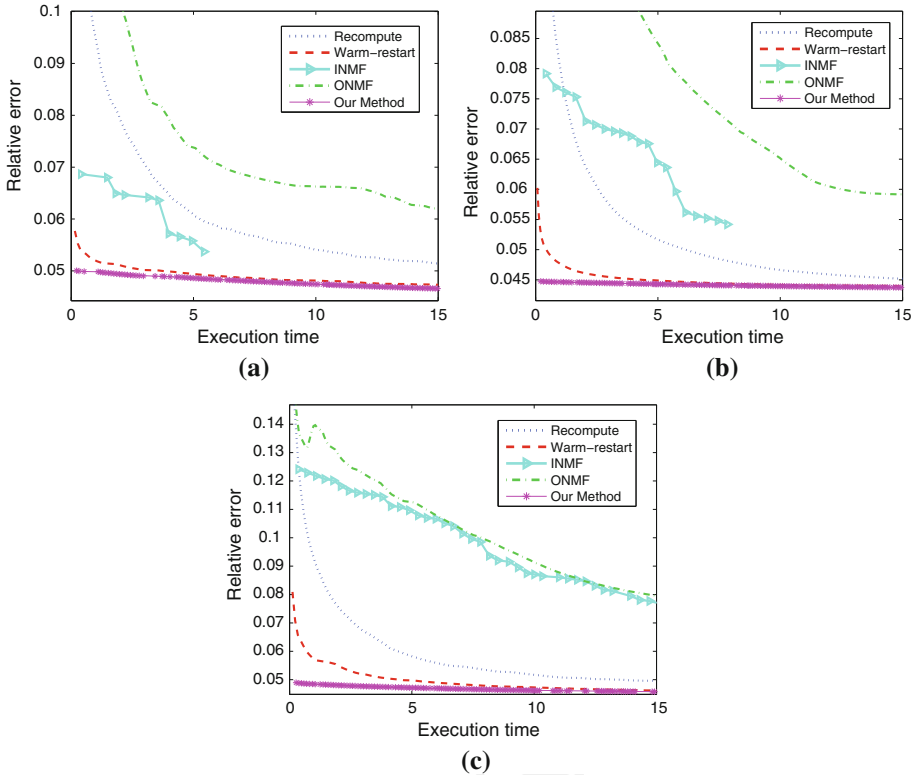 0.1
0.09
0.08
0.07
0.06
0.05
Relative error
0
5
10
15
Execution time
Recompute
Warm-restart
INMF
ONMF
Our Method
(a)
0.085
0.08
0.075
0.07
0.065
0.06
0.055
0.05
0.045
Relative error
0
5
10
15
Execution time
Recompute
Warm-restart
INMF
ONMF
Our Method
(b)
0.14
0.13
0.12
0.11
0.1
0.09
0.08
0.07
0.06
0.05
Relative error
0
5
10
15
Execution time
Recompute
Warm-restart
INMF
ONMF
Our Method
(c)